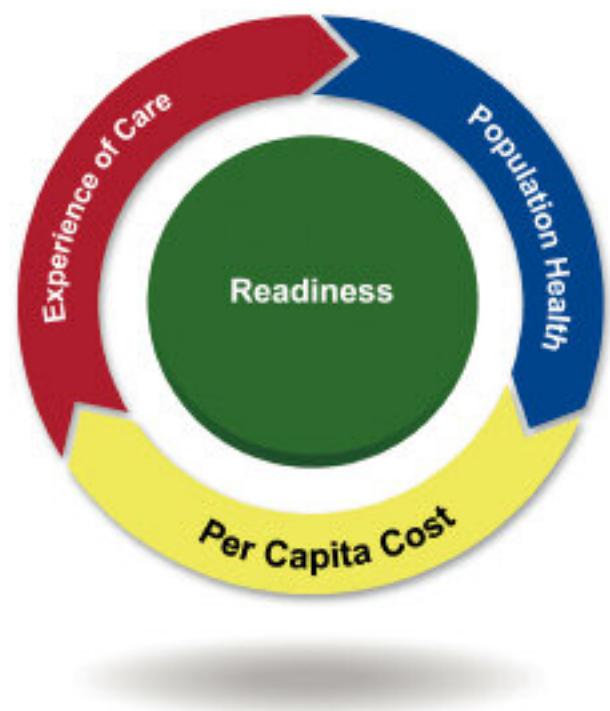 Experience of Care
Population Health
Readiness
Per Capita Cost